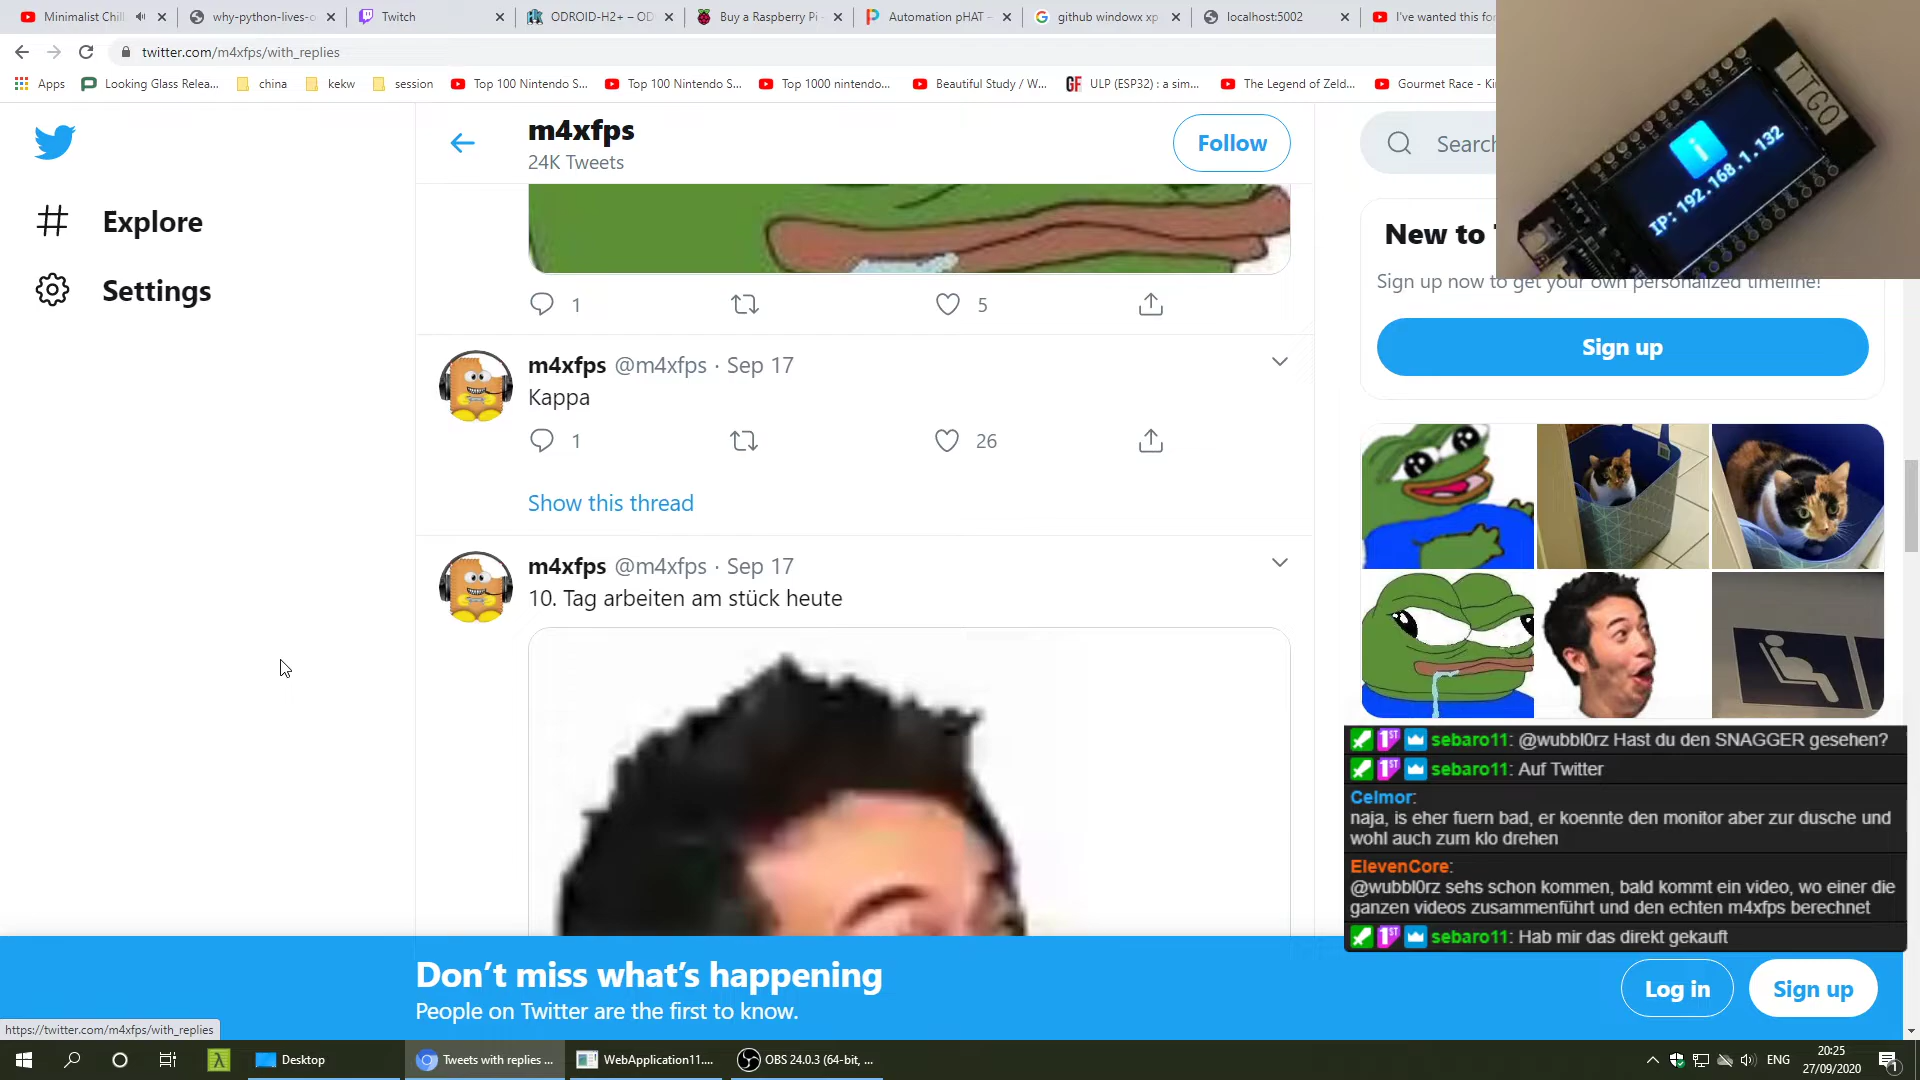 Minimalist Chill
why-python-lives-o
Twitch
ODROID-H2+ – OD
Buy a Raspberry Pi
Automation pHAT –
github windowx xp
localhost:5002
I've wanted this for
twitter.com/m4xfps/with_replies
Apps
Looking Glass Relea...
china
kekw
session
Top 100 Nintendo S...
Top 100 Nintendo S...
Top 1000 nintendo...
Beautiful Study / W...
GF
ULP (ESP32) : a sim...
The Legend of Zeld...
Gourmet Race - Ki
TTGO
i
IP: 192.168.1.132
Explore
Settings
m4xfps
24K Tweets
Follow
Search
1
5
m4xfps @m4xfps · Sep 17
Kappa
1
26
Show this thread
m4xfps @m4xfps · Sep 17
10. Tag arbeiten am stück heute
New to
Sign up now to get your own personalized timeline!
Sign up
1ST sebaro11: @wubbl0rz Hast du den SNAGGER gesehen?
1ST sebaro11: Auf Twitter
Celmor:
naja, is eher fuern bad, er koennte den monitor aber zur dusche und
wohl auch zum klo drehen
ElevenCore:
@wubbl0rz sehs schon kommen, bald kommt ein video, wo einer die
ganzen videos zusammenführt und den echten m4xfps berechnet
1ST sebaro11: Hab mir das direkt gekauft
Don’t miss what’s happening
People on Twitter are the first to know.
Log in
Sign up
https://twitter.com/m4xfps/with_replies
λ
Desktop
Tweets with replies ...
WebApplication11....
OBS 24.0.3 (64-bit, ...
ENG
20:25
27/09/2020
1